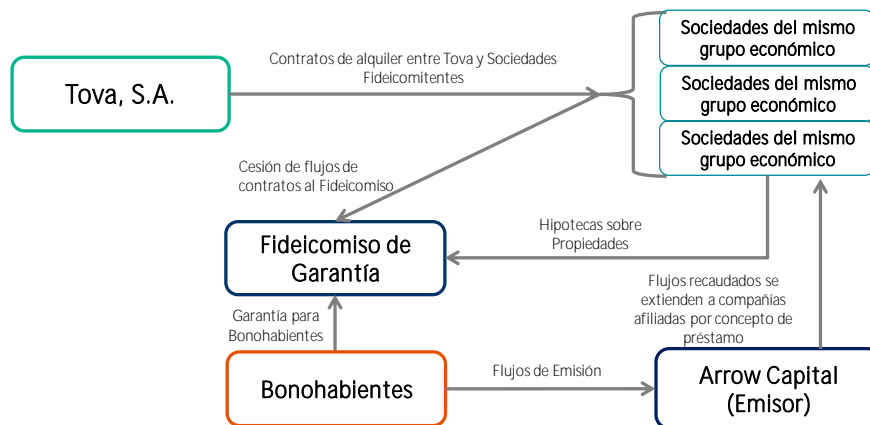 Contratos de alquiler entre Tova y Sociedades
Fideicomitentes
Tova, S.A.
Sociedades del mismo
grupo económico
Sociedades del mismo
grupo económico
Sociedades del mismo
grupo económico
Cesión de flujos de
contratos al Fideicomiso
Fideicomiso de
Garantía
Hipotecas sobre
Propiedades
Garantía para
Bonohabientes
Flujos recaudados se
extienden a compañías
afiliadas por concepto de
préstamo
Bonohabientes
Flujos de Emisión
Arrow Capital
(Emisor)